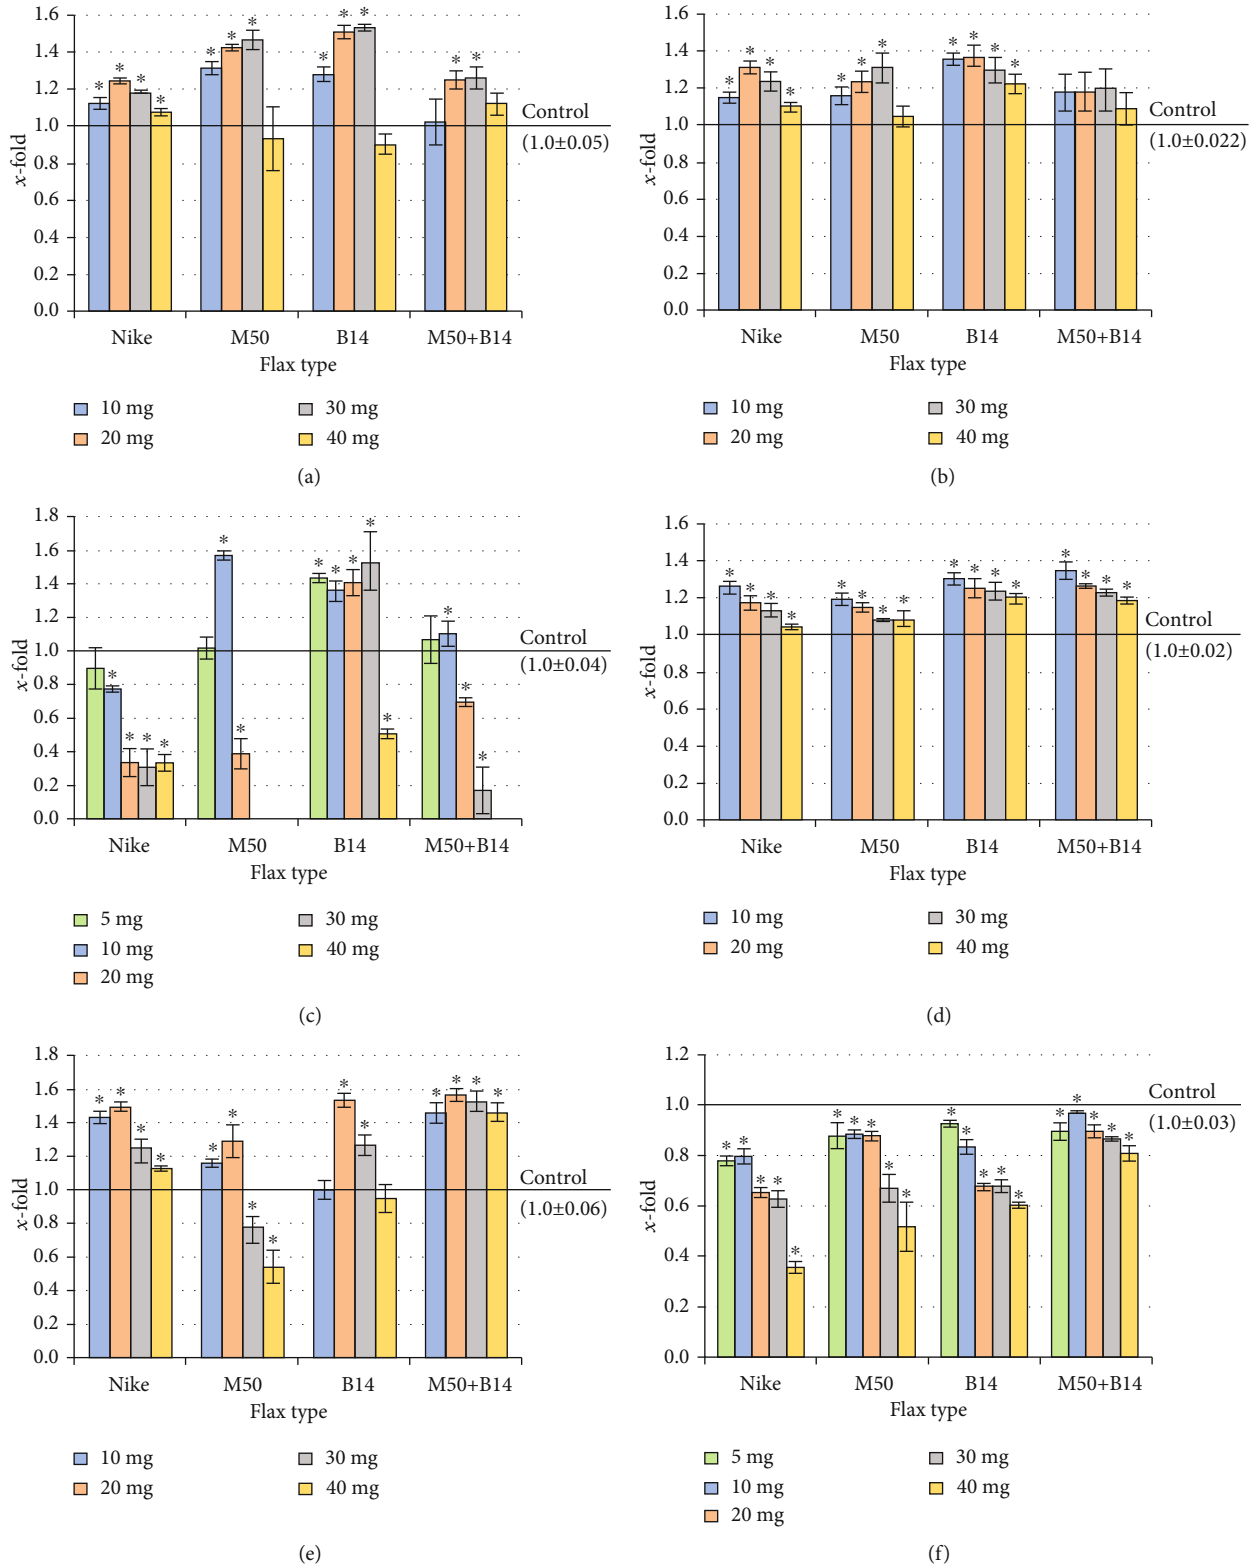 1.6
1.4
1.2
1.0
0.8
0.6
0.4
0.2
0.0
x-fold
* * * *
* * *
* * *
* *
Control
(1.0±0.05)
Nike M50 B14 M50+B14
Flax type
10 mg 30 mg
20 mg 40 mg
(a)
1.6
1.4
1.2
1.0
0.8
0.6
0.4
0.2
0.0
x-fold
* * * *
* * *
* * * *
Control
(1.0±0.022)
Nike M50 B14 M50+B14
Flax type
10 mg 30 mg
20 mg 40 mg
(b)
1.8
1.6
1.4
1.2
1.0
0.8
0.6
0.4
0.2
0.0
x-fold
* * * *
* *
* * * * *
* * *
Control
(1.0±0.04)
Nike M50 B14 M50+B14
Flax type
5 mg 30 mg
10 mg 40 mg
20 mg
(c)
1.6
1.4
1.2
1.0
0.8
0.6
0.4
0.2
0.0
x-fold
* * * *
* * * *
* * * *
* * * *
Control
(1.0±0.02)
Nike M50 B14 M50+B14
Flax type
10 mg 30 mg
20 mg 40 mg
(d)
1.8
1.6
1.4
1.2
1.0
0.8
0.6
0.4
0.2
0.0
x-fold
* * * *
* * * *
* *
* * * *
Control
(1.0±0.06)
Nike M50 B14 M50+B14
Flax type
10 mg 30 mg
20 mg 40 mg
(e)
1.2
1.0
0.8
0.6
0.4
0.2
0.0
x-fold
* * * * *
* * * * *
* * * * *
* * * * *
Control
(1.0±0.03)
Nike M50 B14 M50+B14
Flax type
5 mg 30 mg
10 mg 40 mg
20 mg
(f)